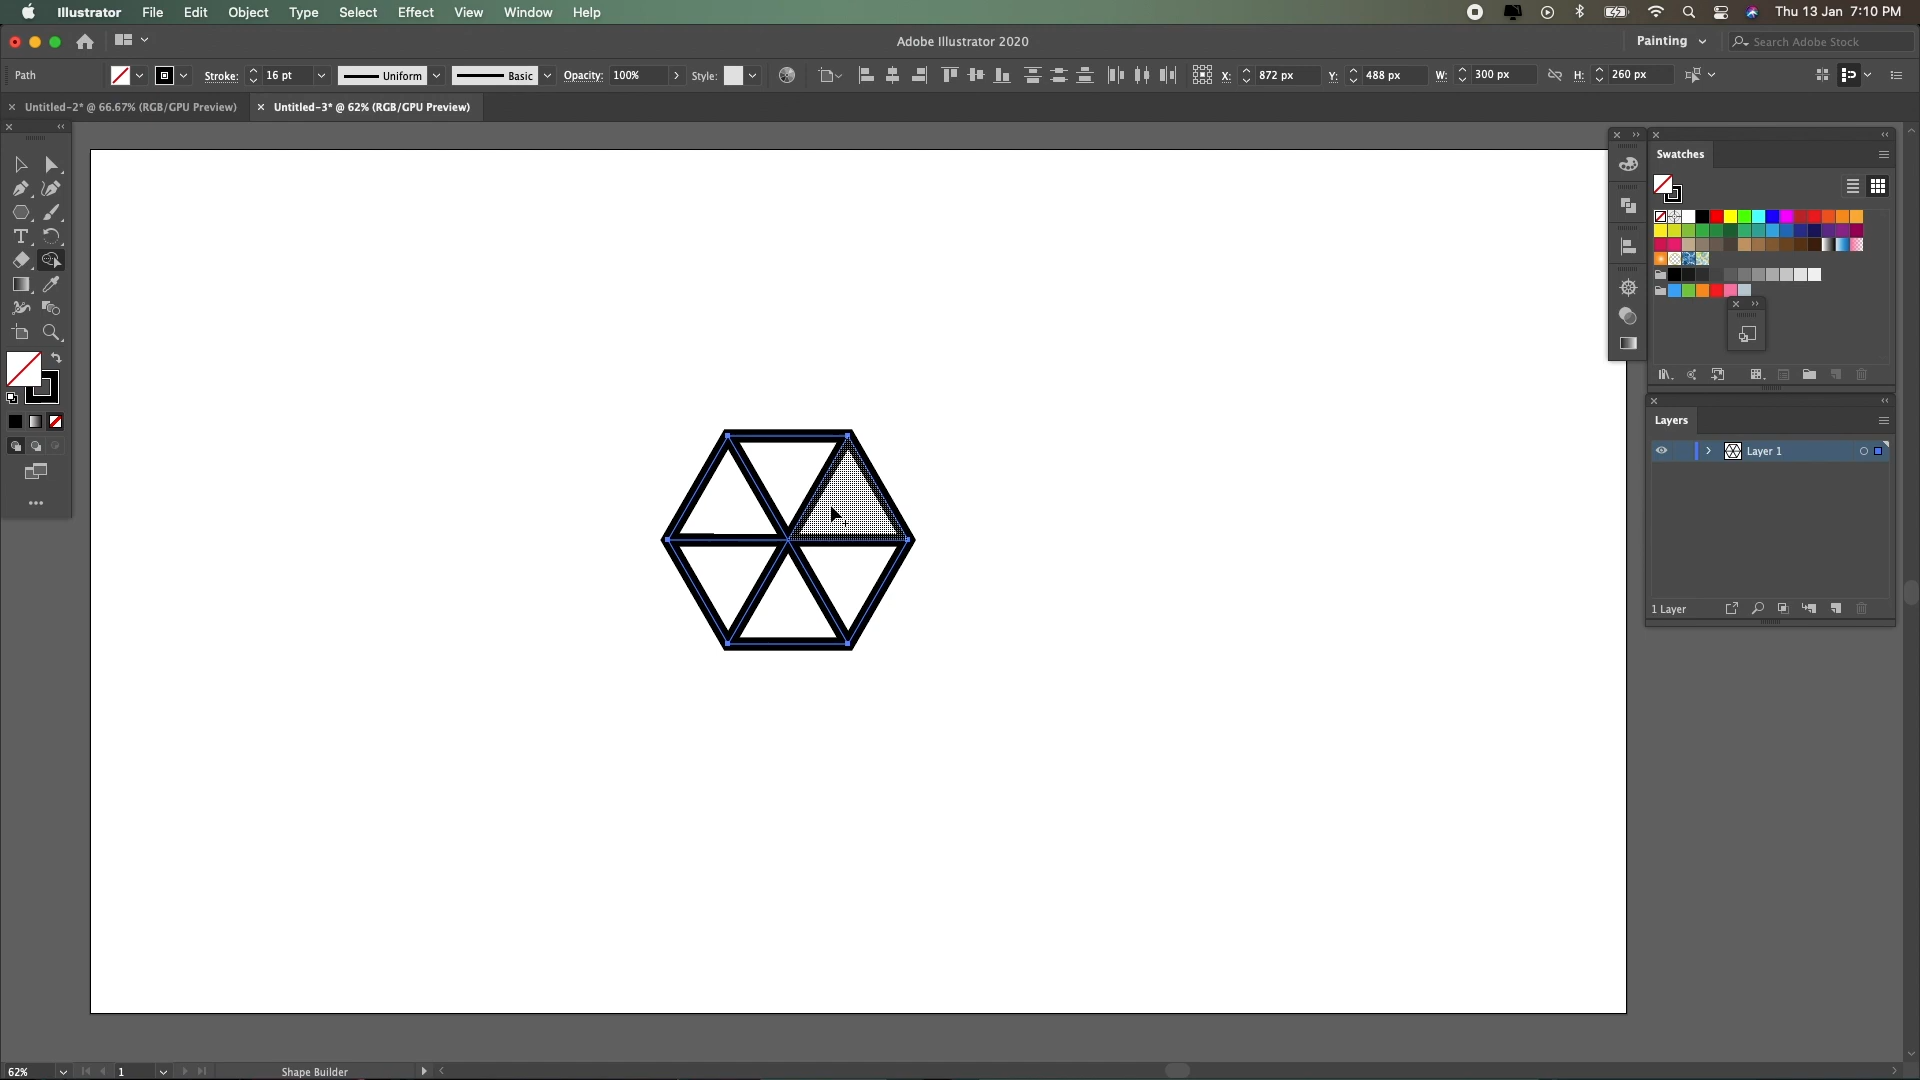 Illustrator File Edit Object Type Select Effect View Window Help Thu 13 Jan 7:10 PM
Adobe Illustrator 2020 Painting Search Adobe Stock
Path Stroke: 16 pt Uniform Basic Opacity: 100% Style: X: 872 px Y: 488 px W: 300 px H: 260 px
Untitled-2* @ 66.67% (RGB/GPU Preview) Untitled-3* @ 62% (RGB/GPU Preview)
Swatches
Layers
Layer 1
1 Layer
62% 1 Shape Builder